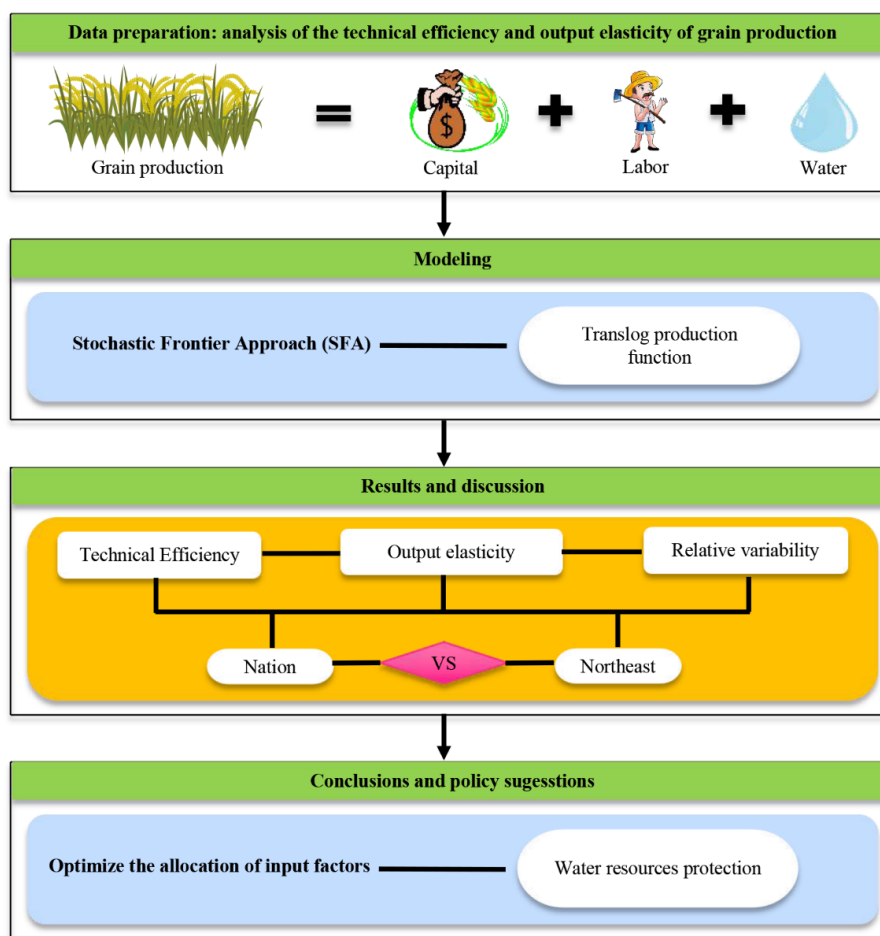 Data preparation: analysis of the technical efficiency and output elasticity of grain production
= + +
$
Grain production Capital Labor Water
Modeling
Stochastic Frontier Approach (SFA)
Translog production
function
Results and discussion
Technical Efficiency
Output elasticity
Relative variability
Nation
VS
Northeast
Conclusions and policy sugesstions
Optimize the allocation of input factors
Water resources protection